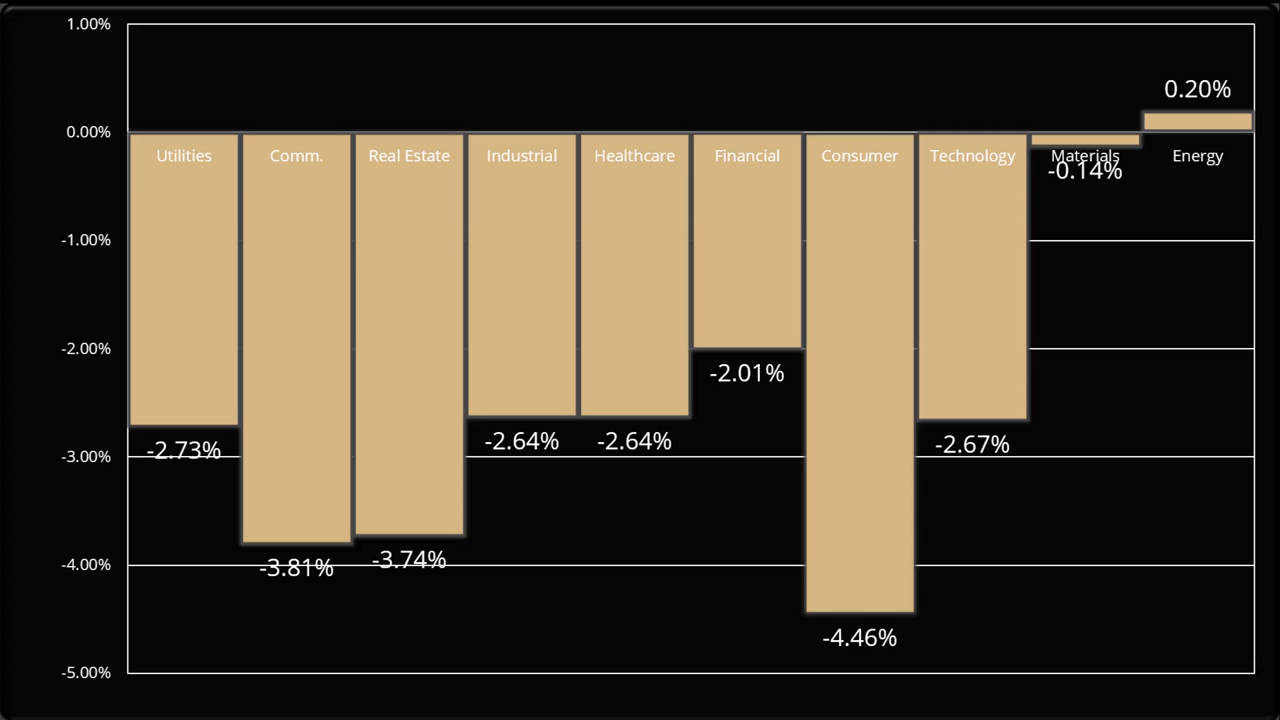 1.00%
0.00%
-1.00%
-2.00%
-3.00%
-4.00%
-5.00%
Utilities
Comm.
Real Estate
Industrial
Healthcare
Financial
Consumer
Technology
Materials
Energy
-2.73%
-3.81%
-3.74%
-2.64%
-2.64%
-2.01%
-4.46%
-2.67%
-0.14%
0.20%